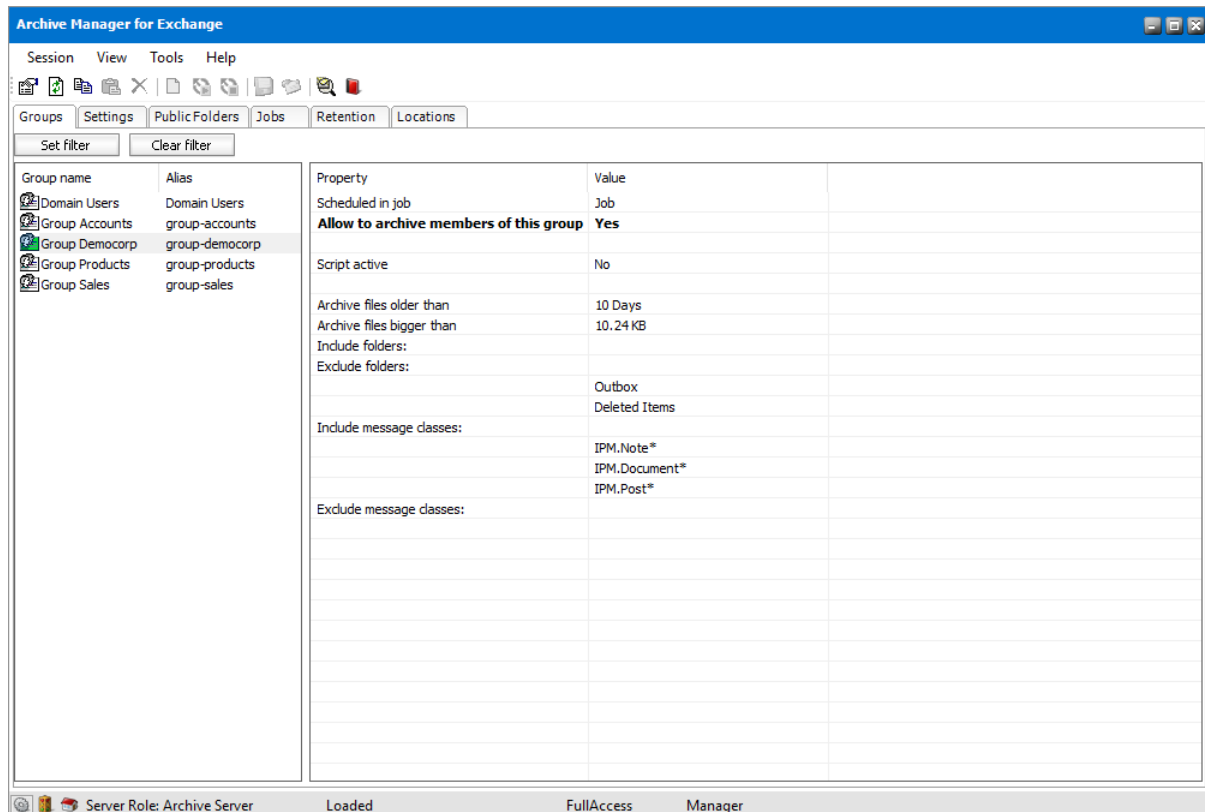 Archive Manager for Exchange
Session View Tools Help
Groups Settings Public Folders Jobs Retention Locations
Set filter Clear filter
Group name Alias Property Value
Domain Users Domain Users Scheduled in job Job
Group Accounts group-accounts Allow to archive members of this group Yes
Group Democorp group-democorp
Group Products group-products Script active No
Group Sales group-sales
Archive files older than 10 Days
Archive files bigger than 10.24 KB
Include folders:
Exclude folders:
Outbox
Deleted Items
Include message classes:
IPM.Note*
IPM.Document*
IPM.Post*
Exclude message classes:
Server Role: Archive Server Loaded FullAccess Manager